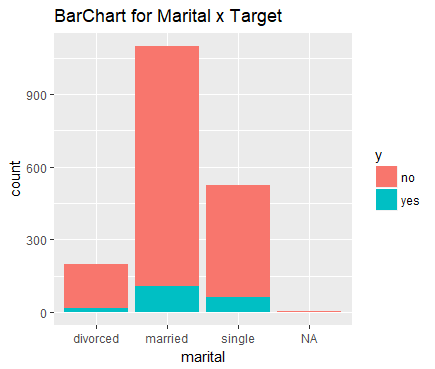 BarChart for Marital x Target
900
600
300
0
count
divorced married single NA
marital
y
no
yes